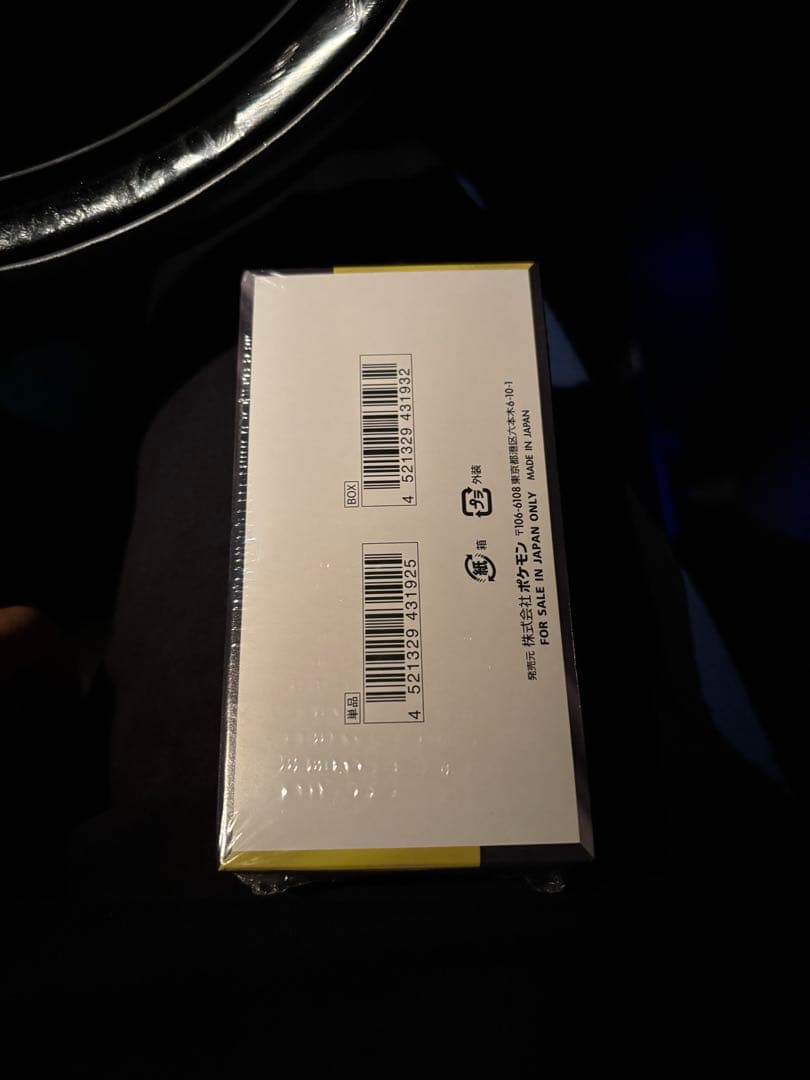 単品
4 521329 431925
BOX
4 521329 431932
紙 箱
プラ 外装
発売元 株式会社ポケモン 〒106-6108 東京都港区六本木6-10-1
FOR SALE IN JAPAN ONLY MADE IN JAPAN